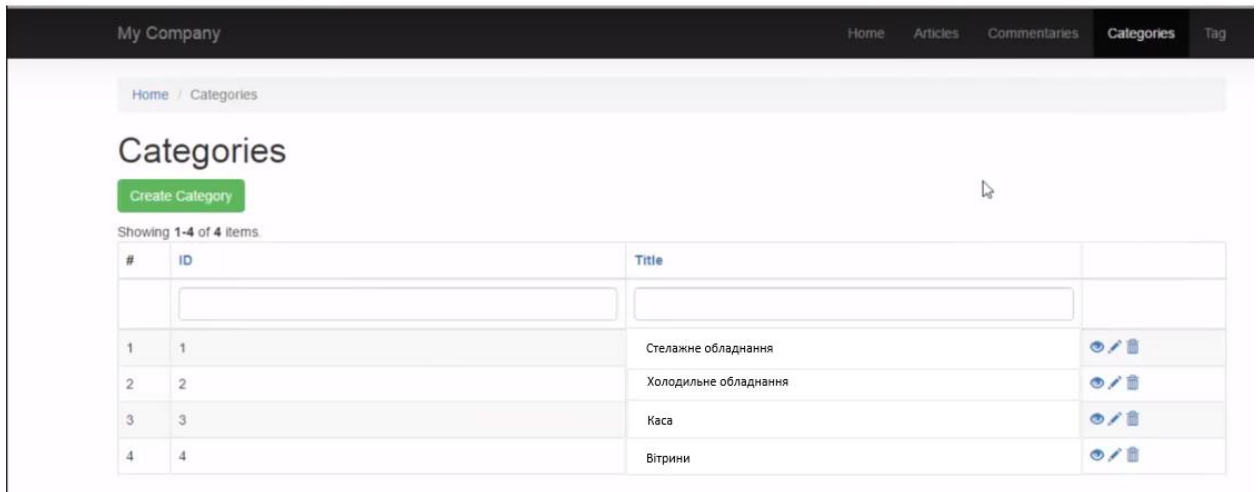 My Company Home Articles Commentaries Categories Tag
Home / Categories
Categories
Create Category
Showing 1-4 of 4 items.
# ID Title
1 1 Стелажне обладнання
2 2 Холодильне обладнання
3 3 Каса
4 4 Вітрини